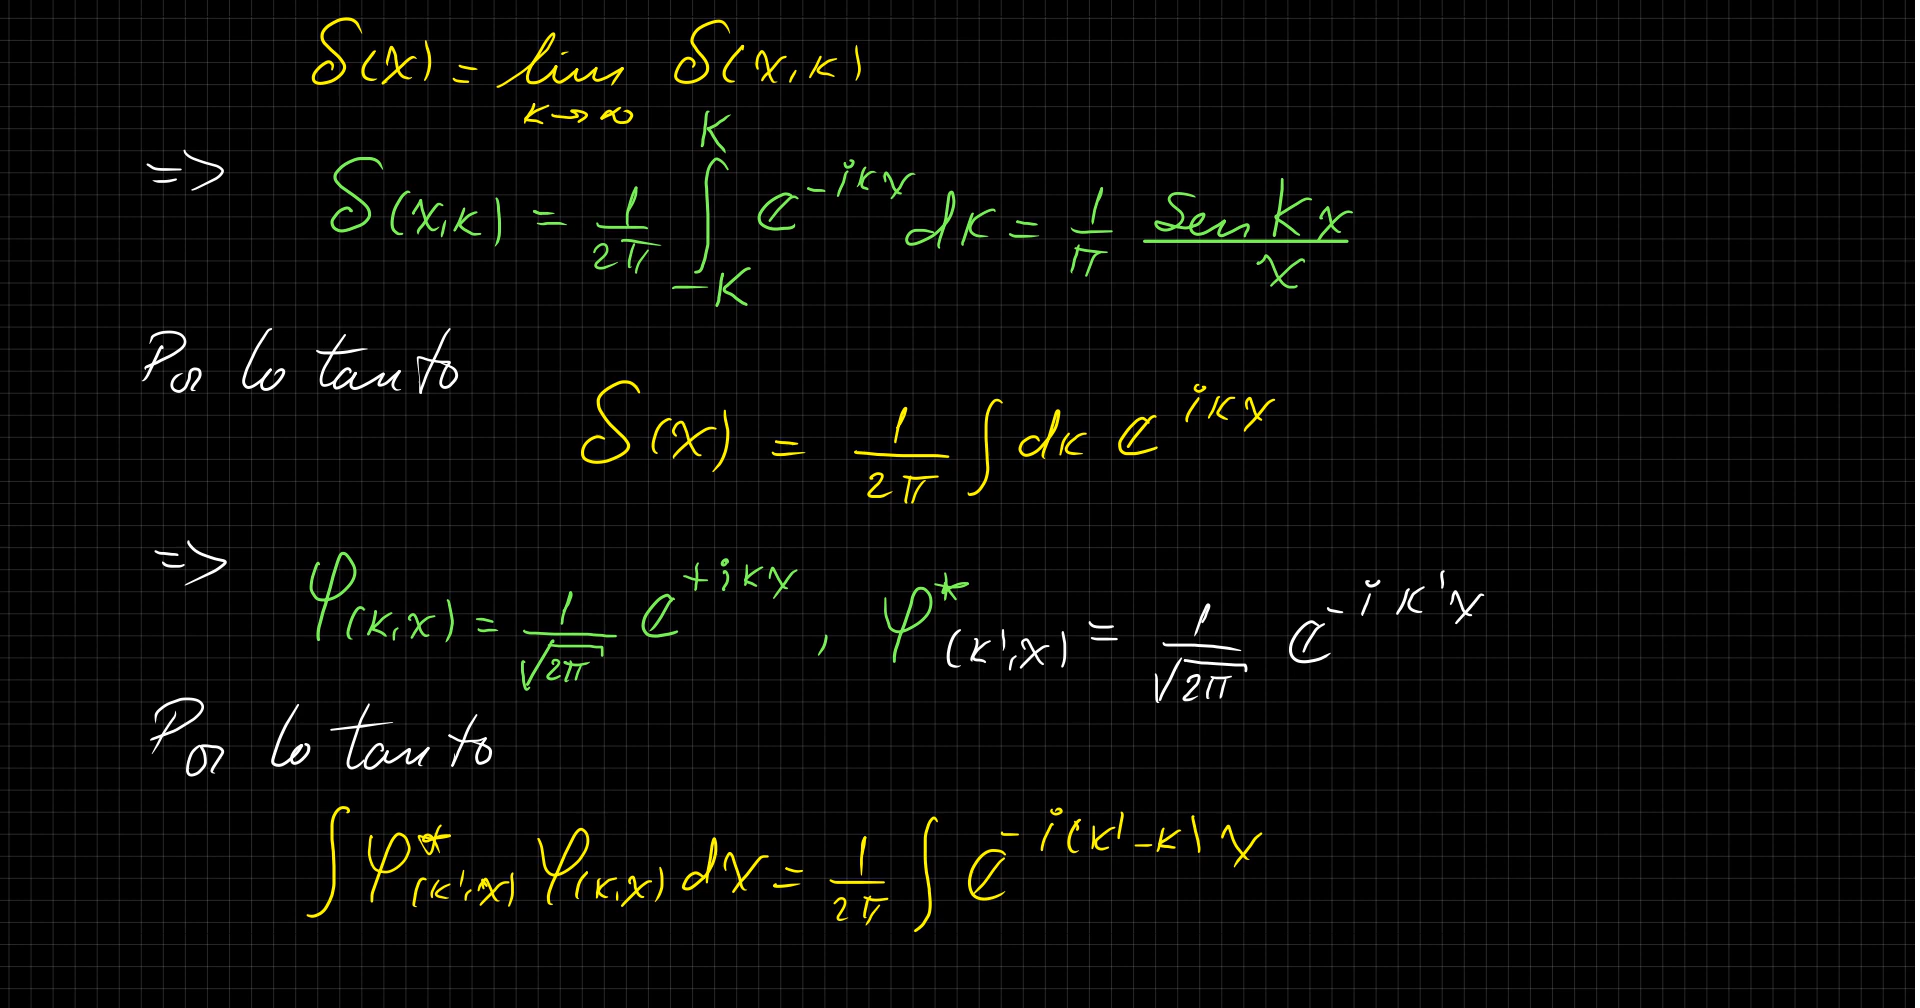 δ(x) = lim_{K→∞} δ(x,K)
=> δ(x,K) = 1/2π ∫_{-K}^{K} e^{-ikx} dk = 1/π sen Kx / x
Por lo tanto
δ(x) = 1/2π ∫ dk e^{ikx}
=> φ(k,x) = 1/√2π e^{+ikx} , φ*(k',x) = 1/√2π e^{-ik'x}
Por lo tanto
∫ φ*(k',x) φ(k,x) dx = 1/2π ∫ e^{-i(k'-k)x}